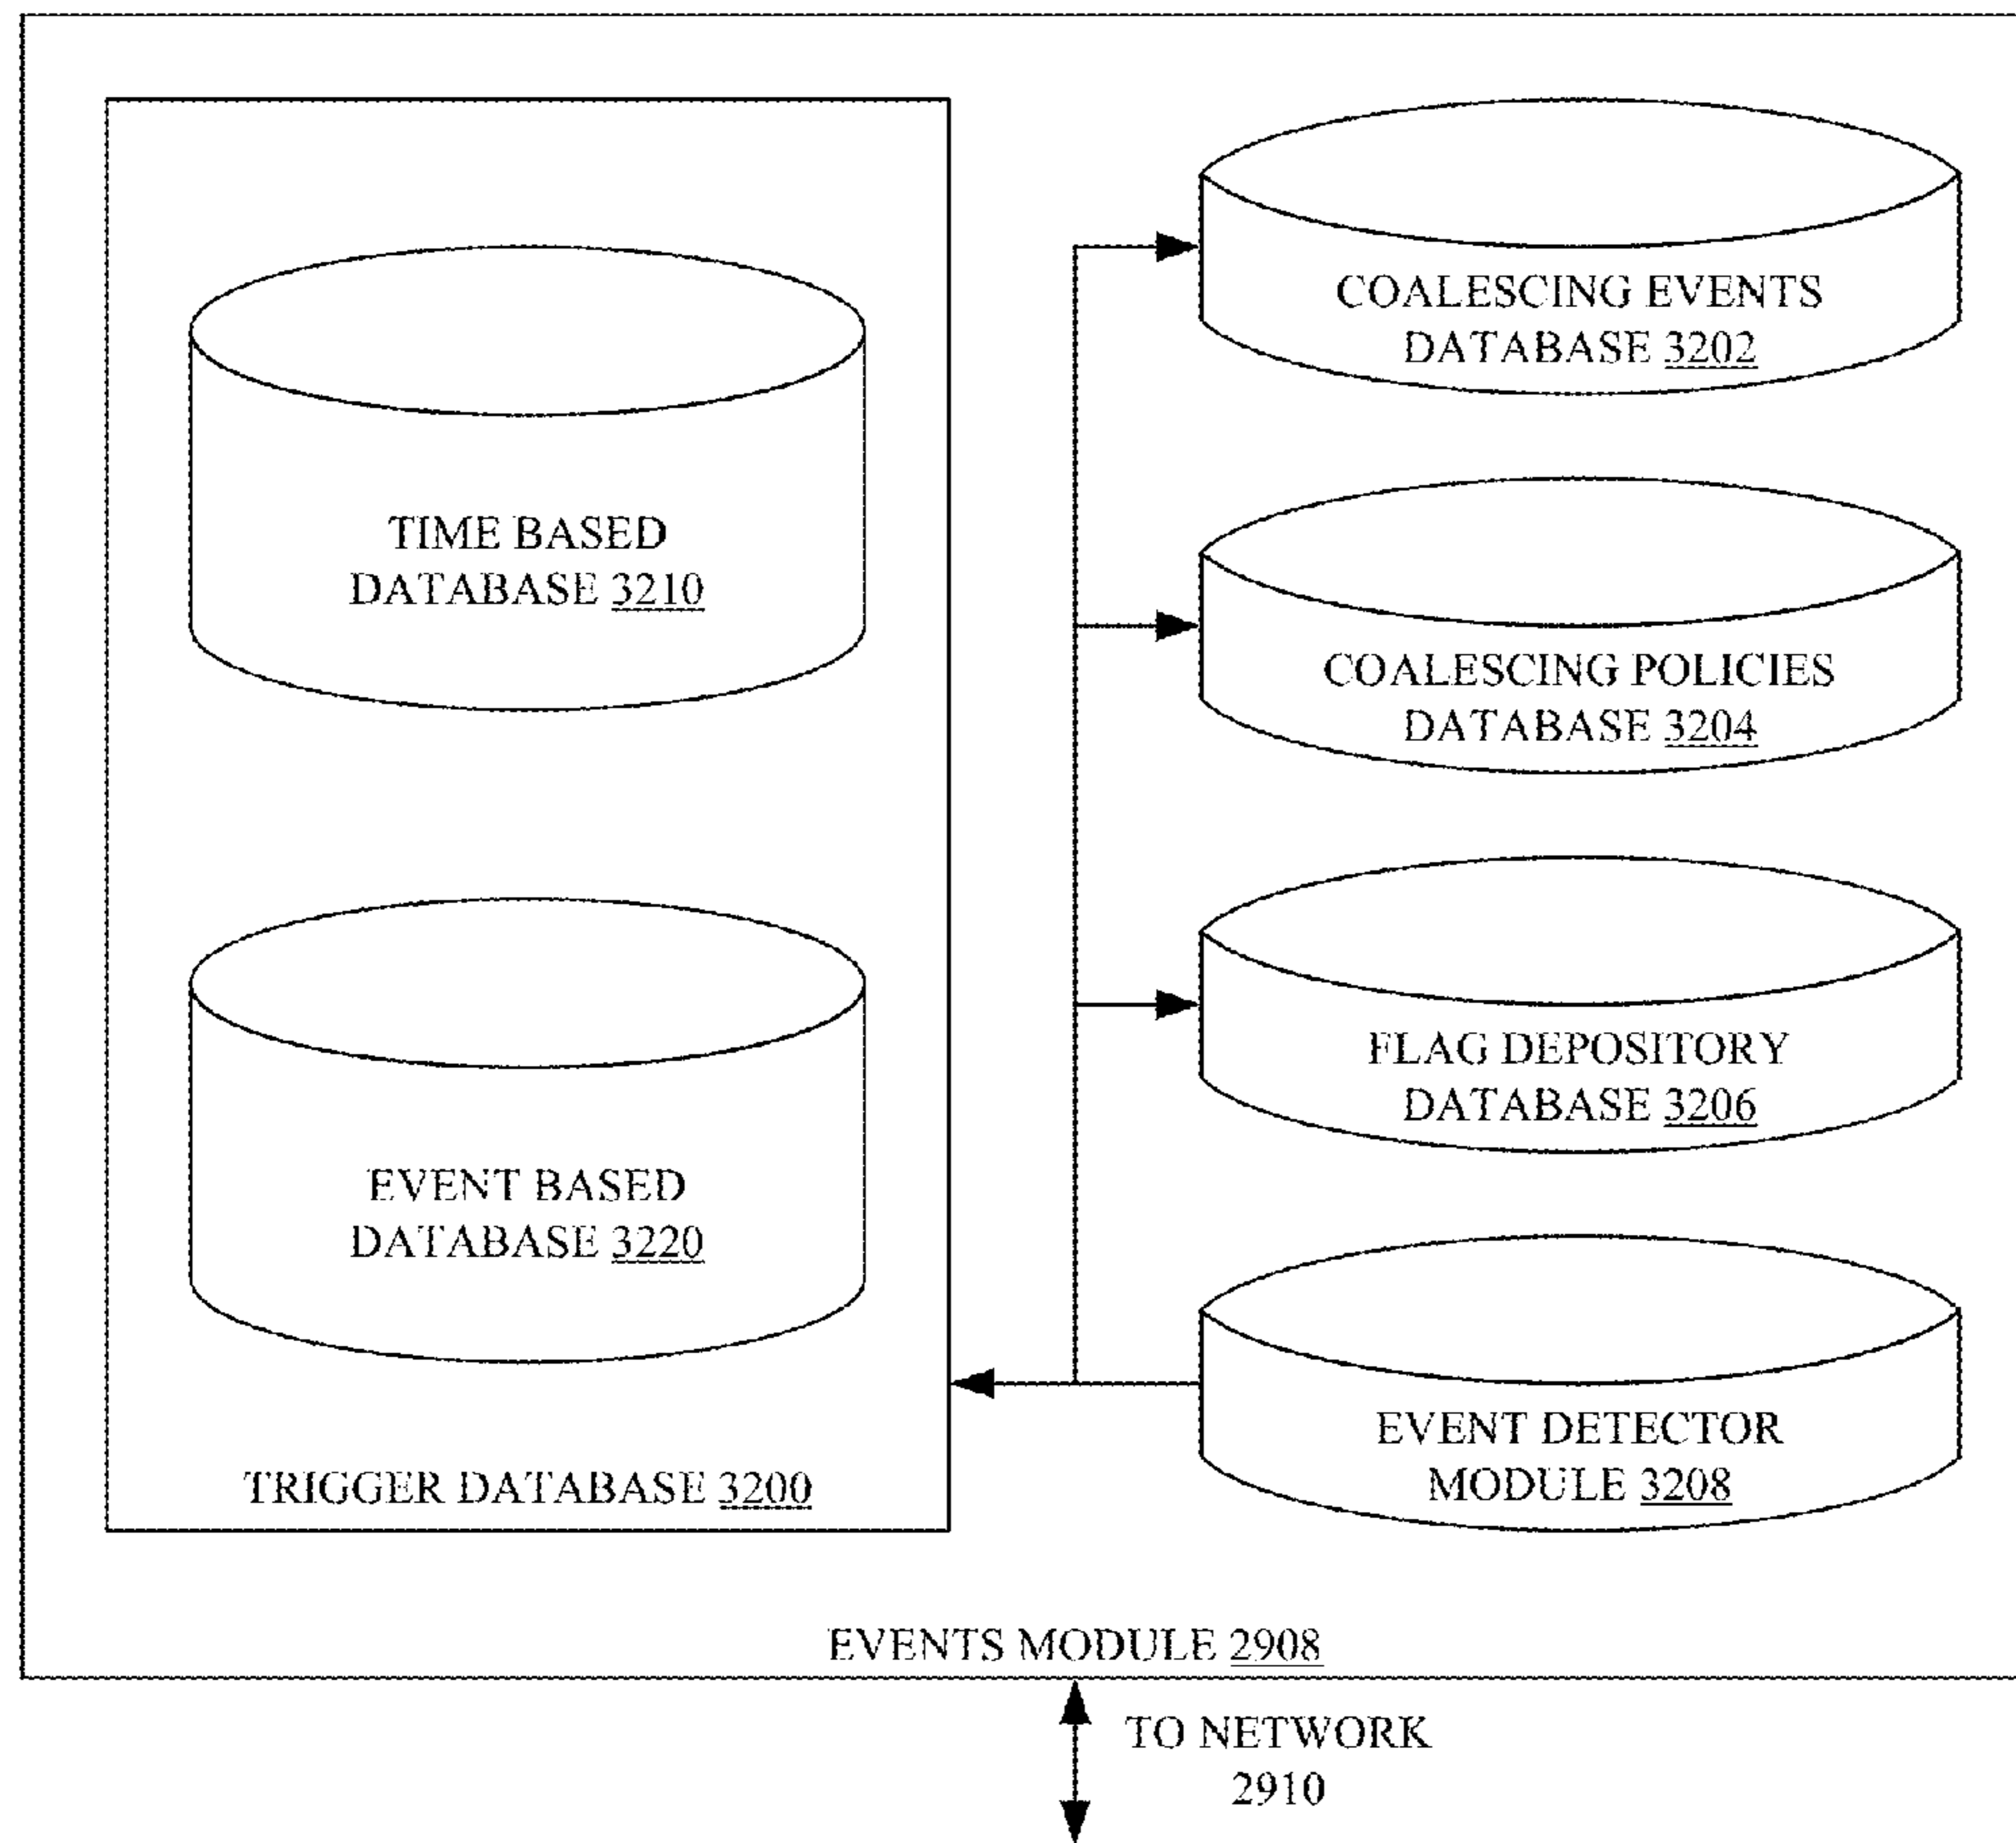 TIME BASED
DATABASE 3210
EVENT BASED
DATABASE 3220
TRIGGER DATABASE 3200
COALESCING EVENTS
DATABASE 3202
COALESCING POLICIES
DATABASE 3204
FLAG DEPOSITORY
DATABASE 3206
EVENT DETECTOR
MODULE 3208
EVENTS MODULE 2908
TO NETWORK
2910